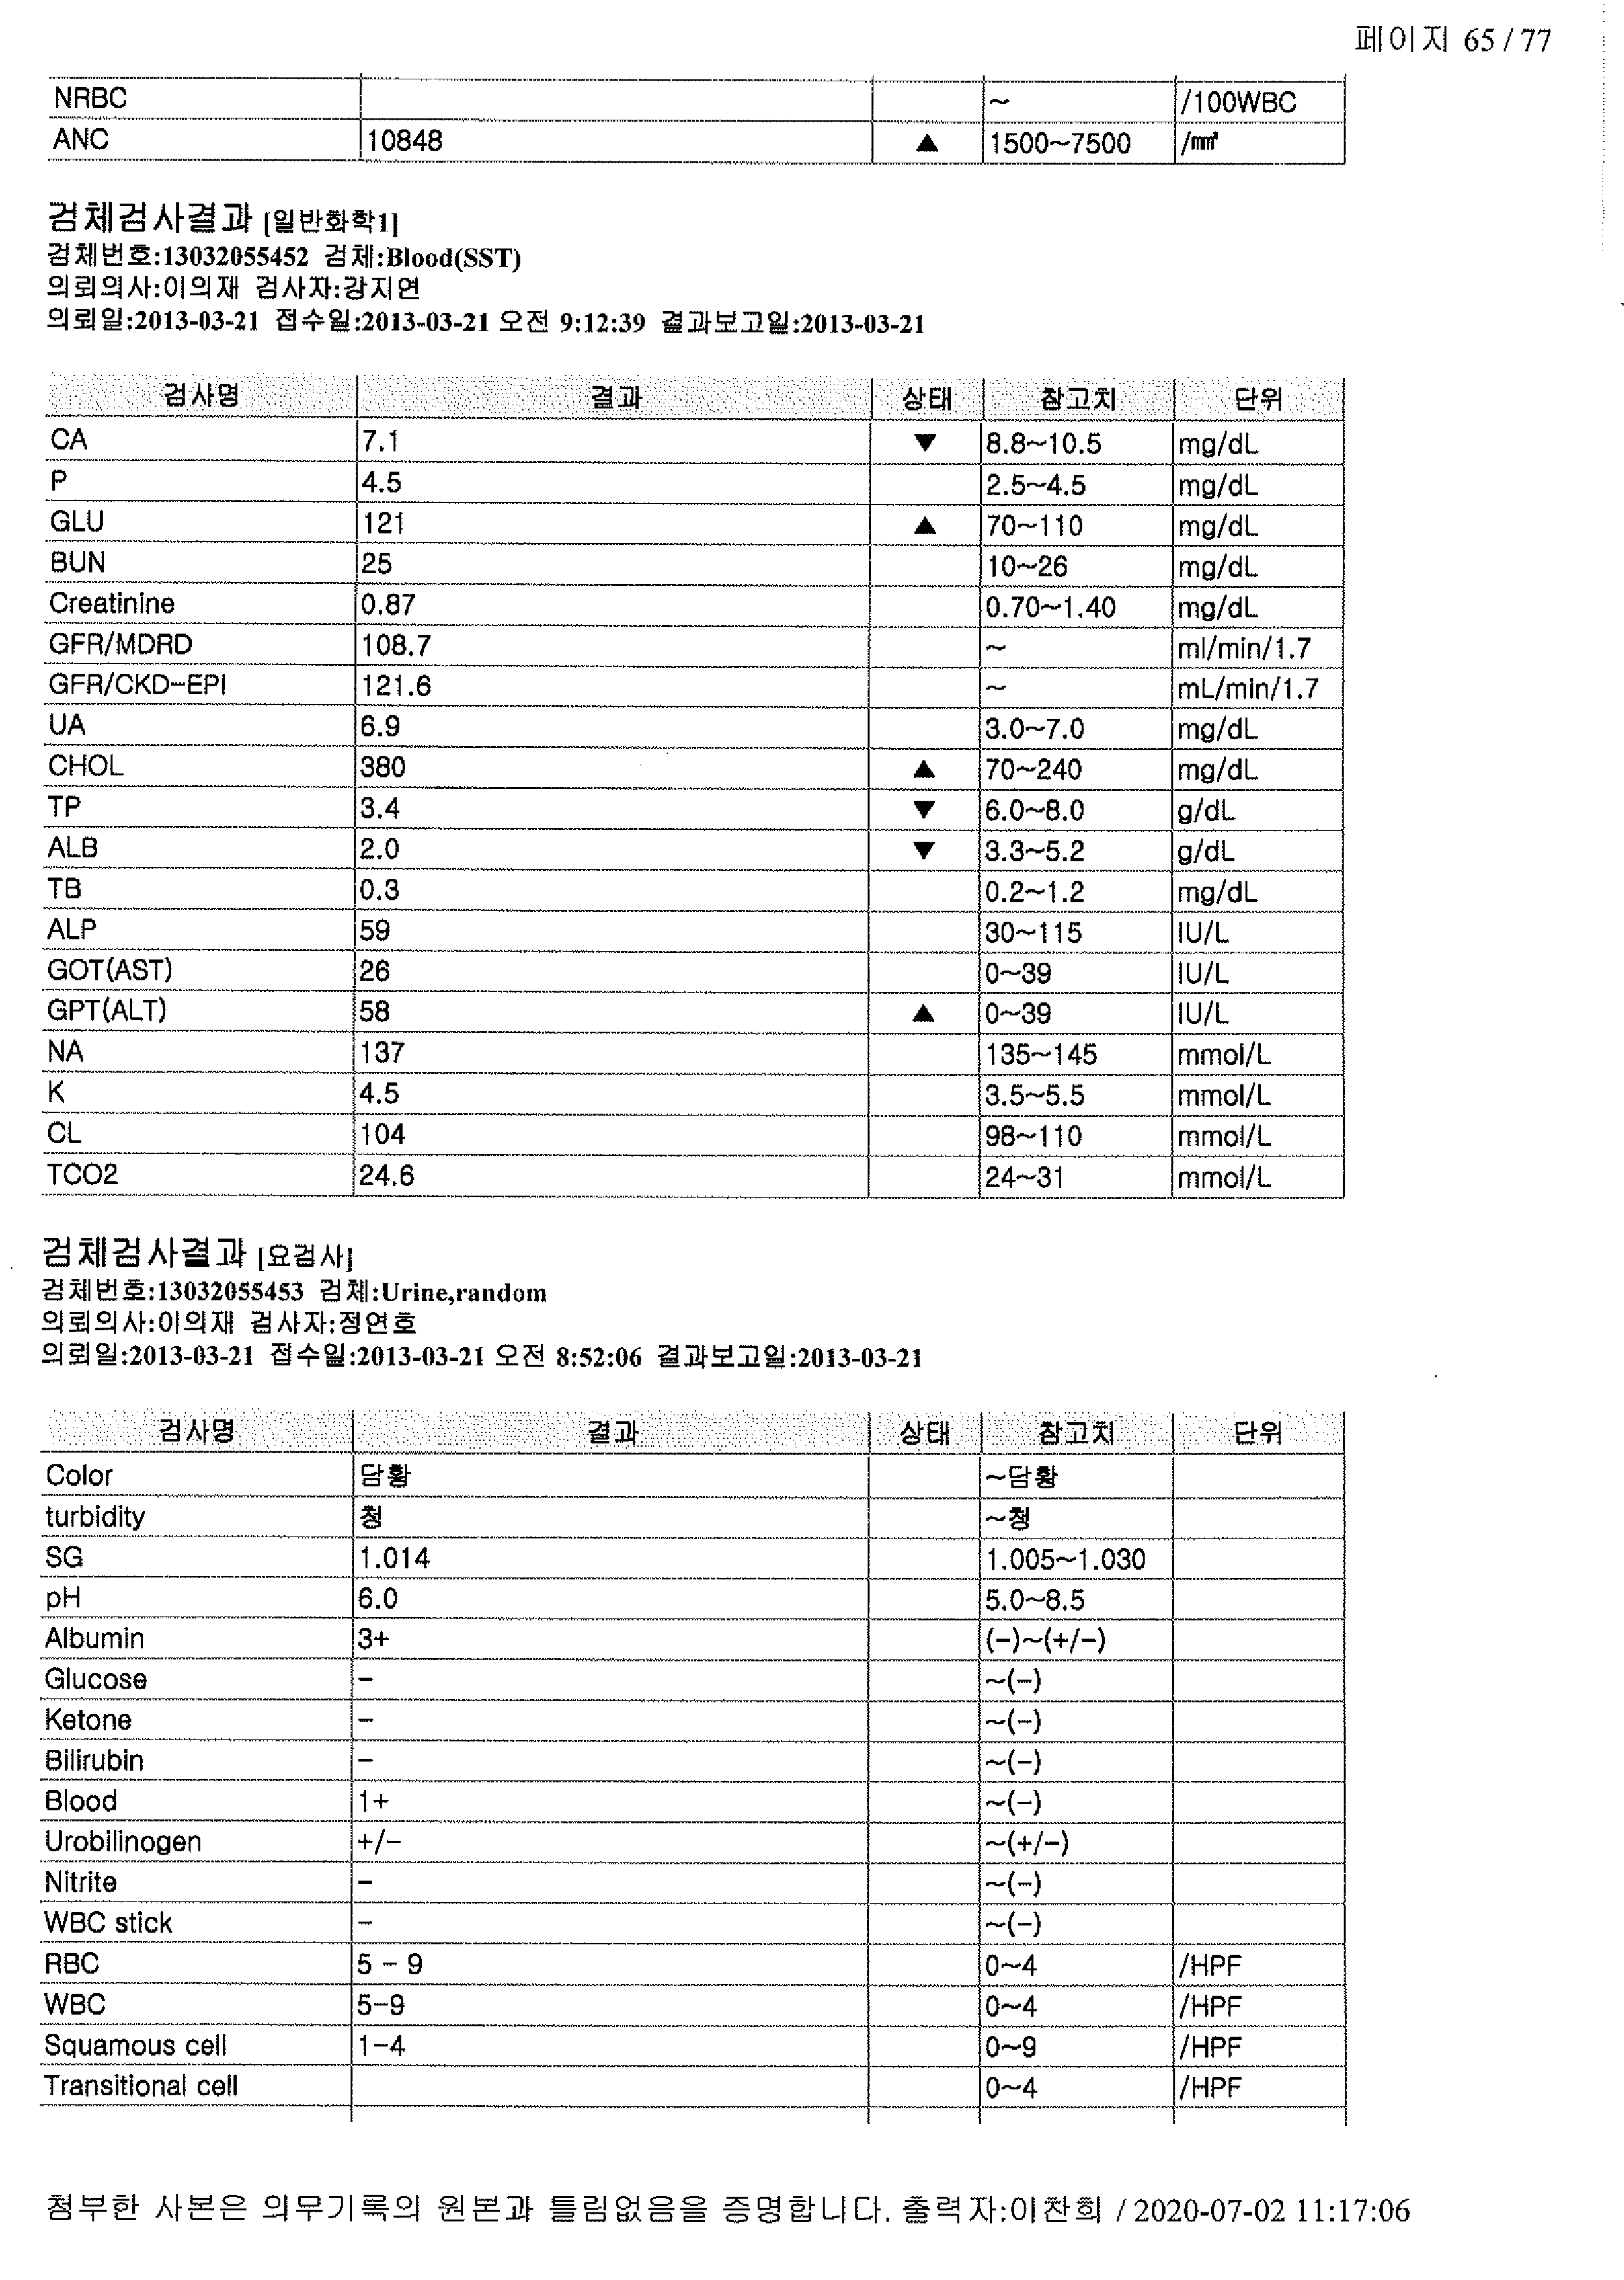 페이지 65 / 77
NRBC ~ /100WBC
ANC 10848 ▲ 1500~7500 /㎣
검체검사결과 [일반화학1]
검체번호:13032055452 검체:Blood(SST)
의뢰의사:이의재 검사자:강지연
의뢰일:2013-03-21 접수일:2013-03-21 오전 9:12:39 결과보고일:2013-03-21
검사명 결과 상태 참고치 단위
CA 7.1 ▼ 8.8~10.5 mg/dL
P 4.5 2.5~4.5 mg/dL
GLU 121 ▲ 70~110 mg/dL
BUN 25 10~26 mg/dL
Creatinine 0.87 0.70~1.40 mg/dL
GFR/MDRD 108.7 ~ ml/min/1.7
GFR/CKD-EPI 121.6 ~ mL/min/1.7
UA 6.9 3.0~7.0 mg/dL
CHOL 380 ▲ 70~240 mg/dL
TP 3.4 ▼ 6.0~8.0 g/dL
ALB 2.0 ▼ 3.3~5.2 g/dL
TB 0.3 0.2~1.2 mg/dL
ALP 59 30~115 IU/L
GOT(AST) 26 0~39 IU/L
GPT(ALT) 58 ▲ 0~39 IU/L
NA 137 135~145 mmol/L
K 4.5 3.5~5.5 mmol/L
CL 104 98~110 mmol/L
TCO2 24.6 24~31 mmol/L
검체검사결과 [요검사]
검체번호:13032055453 검체:Urine,random
의뢰의사:이의재 검사자:정연호
의뢰일:2013-03-21 접수일:2013-03-21 오전 8:52:06 결과보고일:2013-03-21
검사명 결과 상태 참고치 단위
Color 담황 ~담황
turbidity 청 ~청
SG 1.014 1.005~1.030
pH 6.0 5.0~8.5
Albumin 3+ (-)~(+/-)
Glucose - ~(-)
Ketone - ~(-)
Bilirubin - ~(-)
Blood 1+ ~(-)
Urobilinogen +/- ~(+/-)
Nitrite - ~(-)
WBC stick - ~(-)
RBC 5 - 9 0~4 /HPF
WBC 5-9 0~4 /HPF
Squamous cell 1-4 0~9 /HPF
Transitional cell 0~4 /HPF
첨부한 사본은 의무기록의 원본과 틀림없음을 증명합니다. 출력자:이찬희 / 2020-07-02 11:17:06